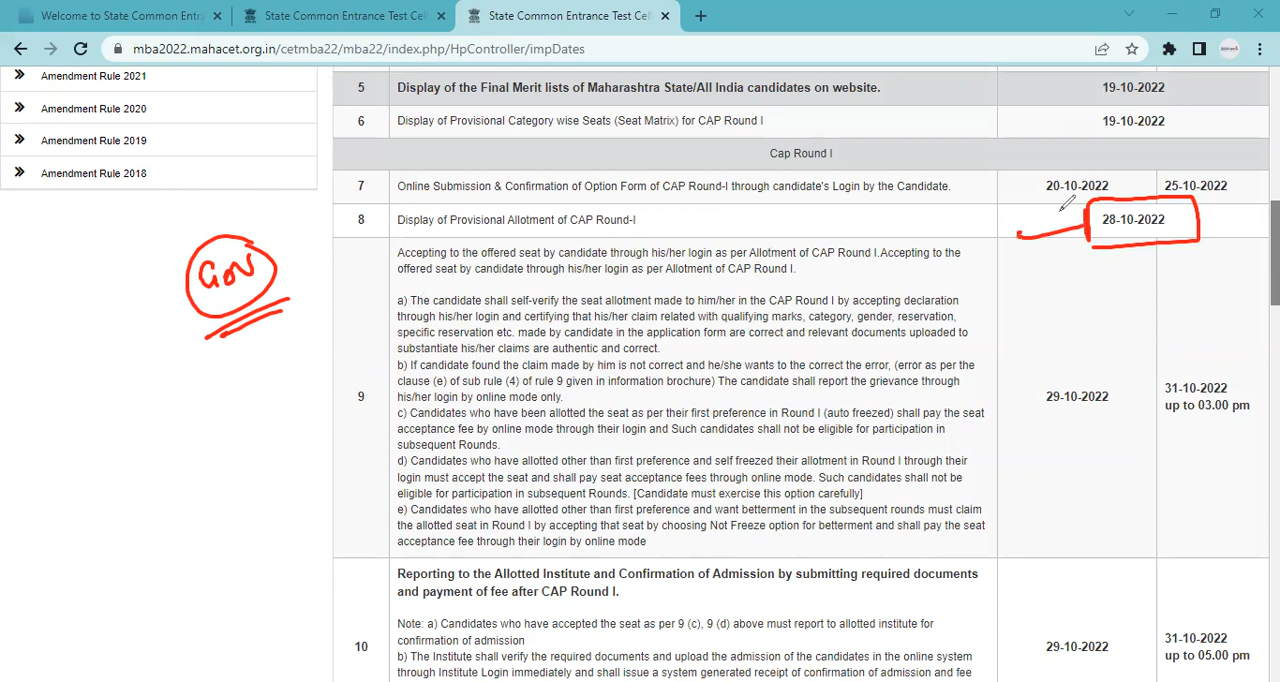 Welcome to State Common Entr
State Common Entrance Test Cel
State Common Entrance Test Cel
mba2022.mahacet.org.in/cetmba22/mba22/index.php/HpController/impDates
Amendment Rule 2021
Amendment Rule 2020
Amendment Rule 2019
Amendment Rule 2018
Gov
5 Display of the Final Merit lists of Maharashtra State/All India candidates on website. 19-10-2022
6 Display of Provisional Category wise Seats (Seat Matrix) for CAP Round I 19-10-2022
Cap Round I
7 Online Submission & Confirmation of Option Form of CAP Round-I through candidate's Login by the Candidate. 20-10-2022 25-10-2022
8 Display of Provisional Allotment of CAP Round-I 28-10-2022
Accepting to the offered seat by candidate through his/her login as per Allotment of CAP Round I.Accepting to the
offered seat by candidate through his/her login as per Allotment of CAP Round I.
a) The candidate shall self-verify the seat allotment made to him/her in the CAP Round I by accepting declaration
through his/her login and certifying that his/her claim related with qualifying marks, category, gender, reservation,
specific reservation etc. made by candidate in the application form are correct and relevant documents uploaded to
substantiate his/her claims are authentic and correct.
b) If candidate found the claim made by him is not correct and he/she wants to the correct the error, (error as per the
clause (e) of sub rule (4) of rule 9 given in information brochure) The candidate shall report the grievance through
his/her login by online mode only.
9 29-10-2022 31-10-2022
up to 03.00 pm
c) Candidates who have been allotted the seat as per their first preference in Round I (auto freezed) shall pay the seat
acceptance fee by online mode through their login and Such candidates shall not be eligible for participation in
subsequent Rounds.
d) Candidates who have allotted other than first preference and self freezed their allotment in Round I through their
login must accept the seat and shall pay seat acceptance fees through online mode. Such candidates shall not be
eligible for participation in subsequent Rounds. [Candidate must exercise this option carefully]
e) Candidates who have allotted other than first preference and want betterment in the subsequent rounds must claim
the allotted seat in Round I by accepting that seat by choosing Not Freeze option for betterment and shall pay the seat
acceptance fee through their login by online mode
Reporting to the Allotted Institute and Confirmation of Admission by submitting required documents
and payment of fee after CAP Round I.
Note: a) Candidates who have accepted the seat as per 9 (c), 9 (d) above must report to allotted institute for
confirmation of admission
10 29-10-2022 31-10-2022
up to 05.00 pm
b) The Institute shall verify the required documents and upload the admission of the candidates in the online system
through Institute Login immediately and shall issue a system generated receipt of confirmation of admission and fee